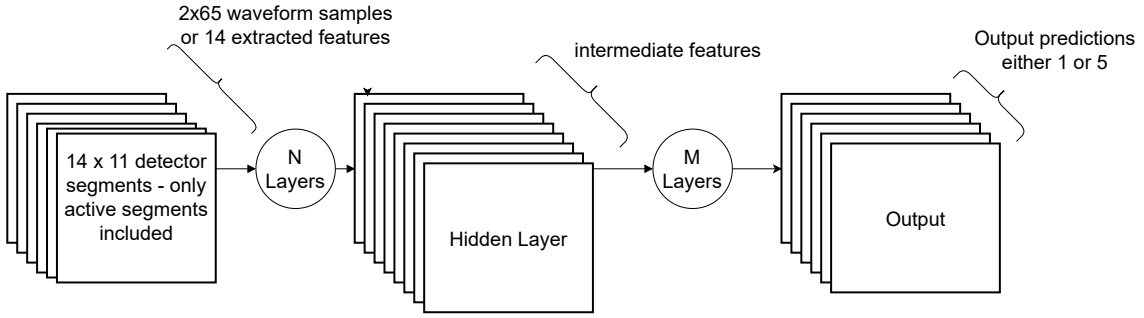 2x65 waveform samples
or 14 extracted features
intermediate features
Output predictions
either 1 or 5
14 x 11 detector
segments - only
active segments
included
N
Layers
Hidden Layer
M
Layers
Output